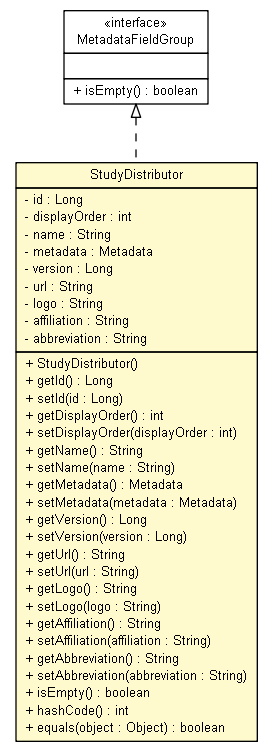 «interface»
MetadataFieldGroup
+ isEmpty() : boolean
StudyDistributor
- id : Long
- displayOrder : int
- name : String
- metadata : Metadata
- version : Long
- url : String
- logo : String
- affiliation : String
- abbreviation : String
+ StudyDistributor()
+ getId() : Long
+ setId(id : Long)
+ getDisplayOrder() : int
+ setDisplayOrder(displayOrder : int)
+ getName() : String
+ setName(name : String)
+ getMetadata() : Metadata
+ setMetadata(metadata : Metadata)
+ getVersion() : Long
+ setVersion(version : Long)
+ getUrl() : String
+ setUrl(url : String)
+ getLogo() : String
+ setLogo(logo : String)
+ getAffiliation() : String
+ setAffiliation(affiliation : String)
+ getAbbreviation() : String
+ setAbbreviation(abbreviation : String)
+ isEmpty() : boolean
+ hashCode() : int
+ equals(object : Object) : boolean